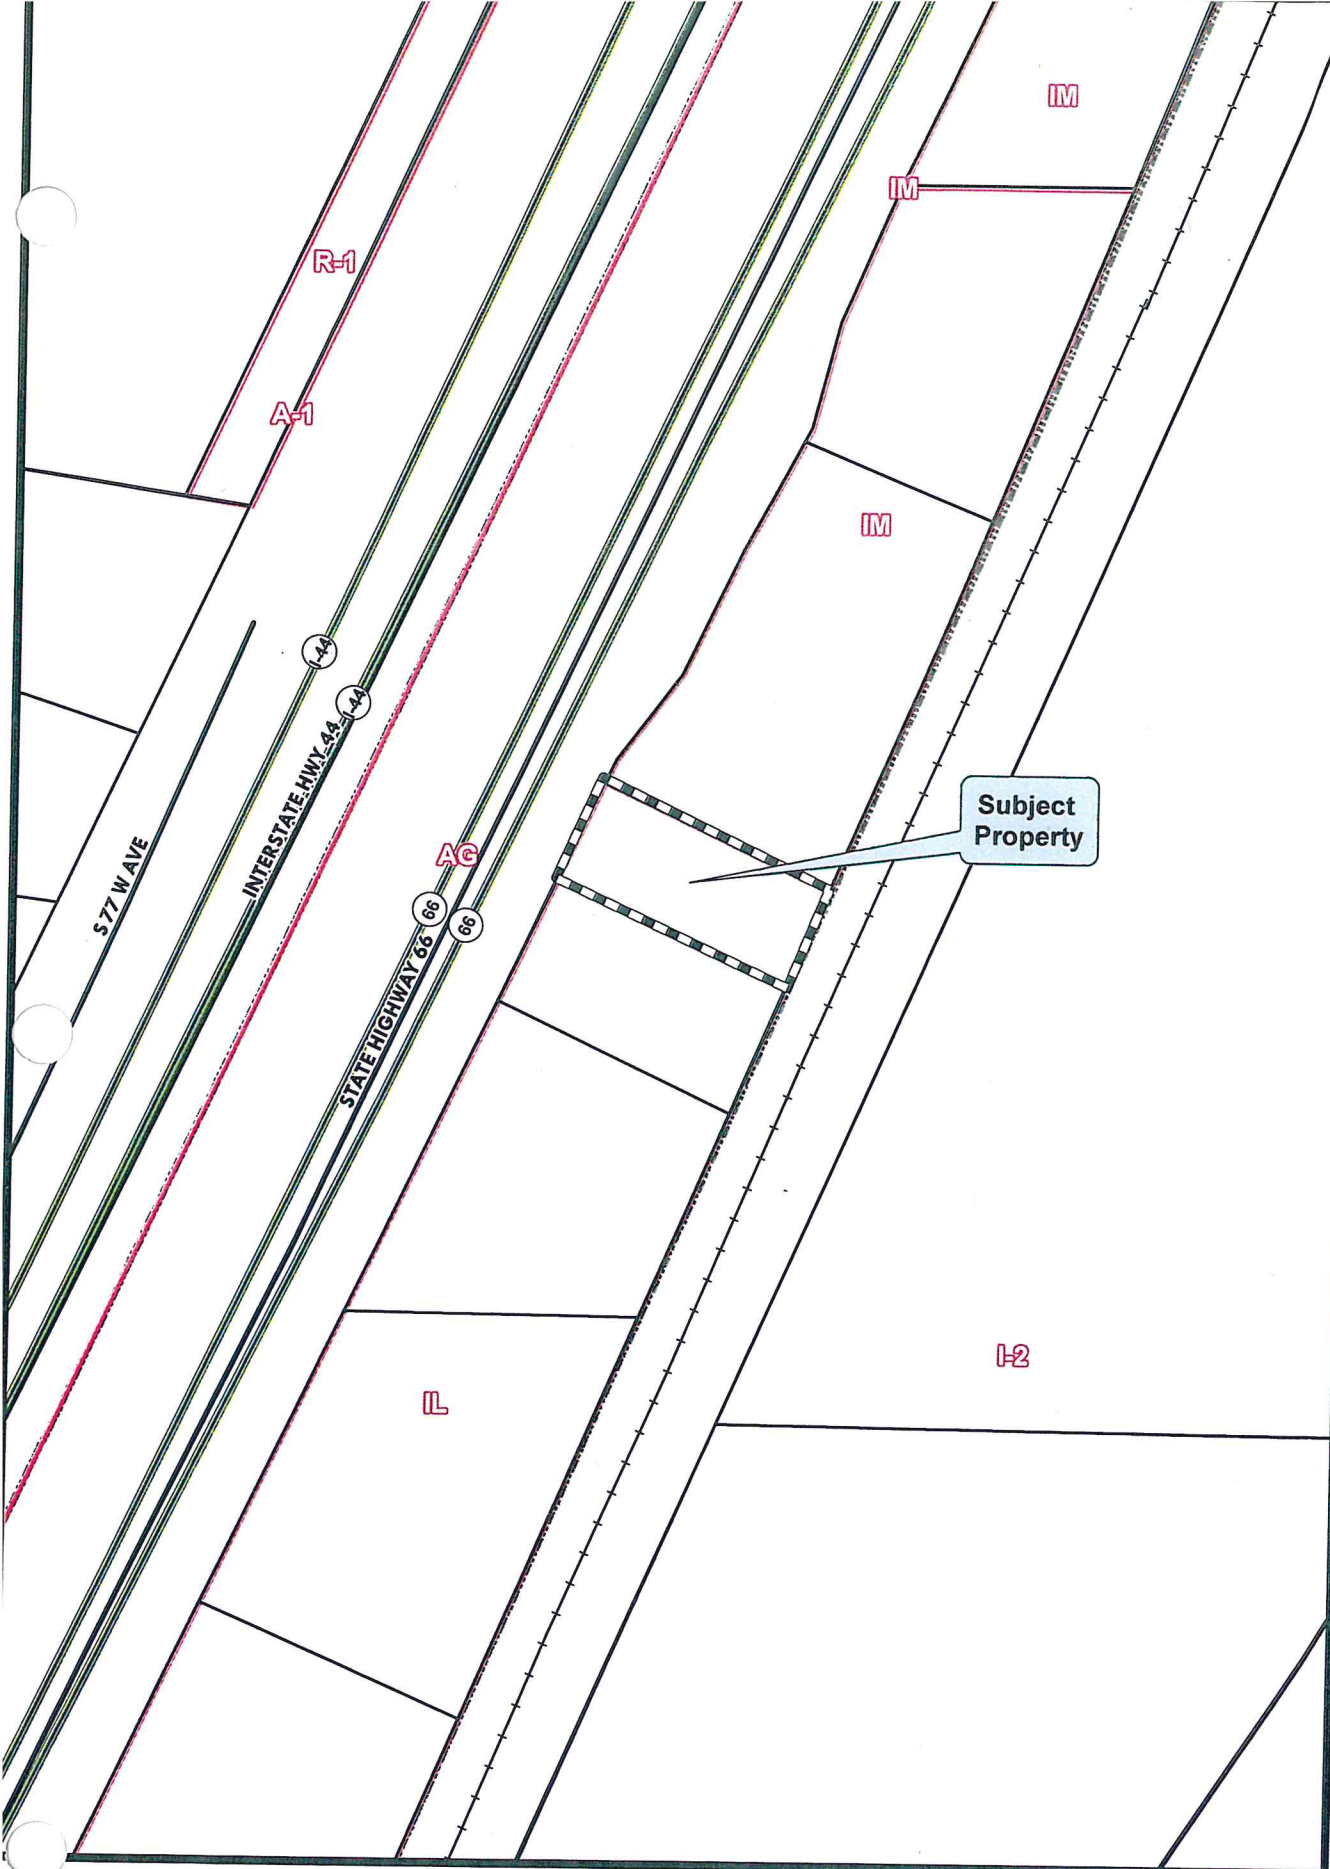 IM
IM
R-1
A-1
IM
I-44
I-44
INTERSTATE HWY 44
Subject
Property
S 77 W AVE
AG
66
66
STATE HIGHWAY 66
I-2
IL